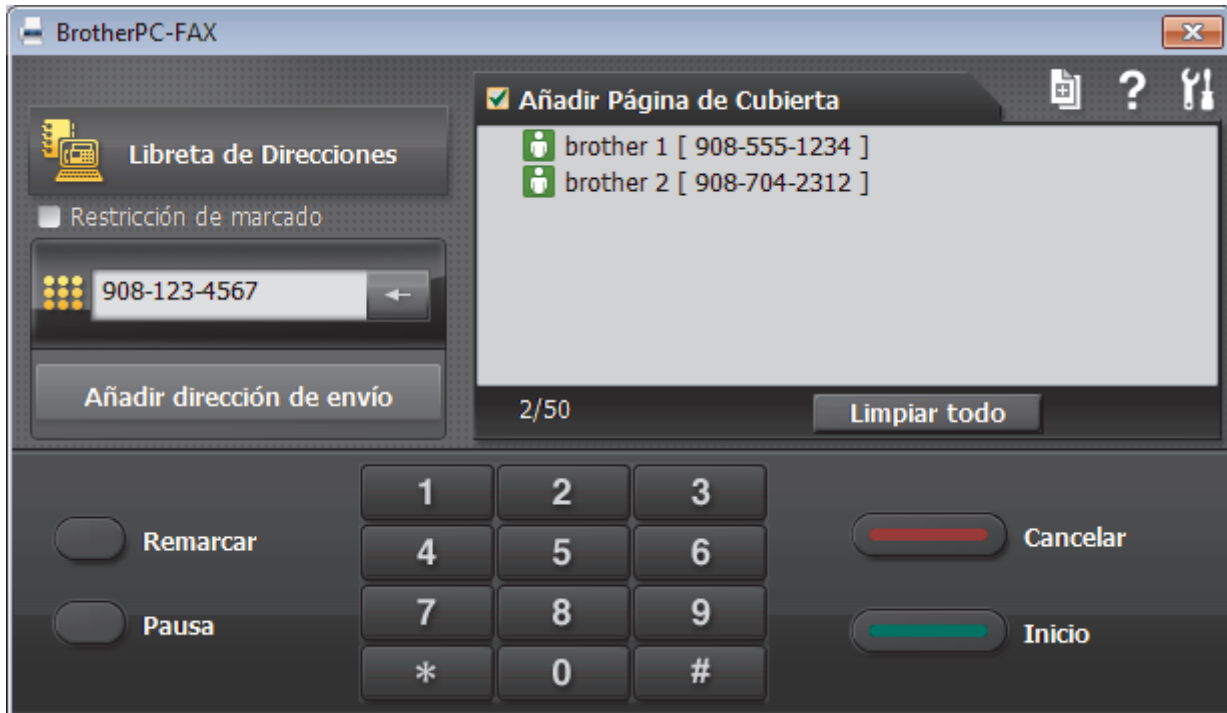 BrotherPC-FAX
Libreta de Direcciones
Restricción de marcado
908-123-4567
Añadir dirección de envío
Añadir Página de Cubierta
?
brother 1 [ 908-555-1234 ]
brother 2 [ 908-704-2312 ]
2/50
Limpiar todo
Remarcar
Pausa
1 2 3
4 5 6
7 8 9
* 0 #
Cancelar
Inicio